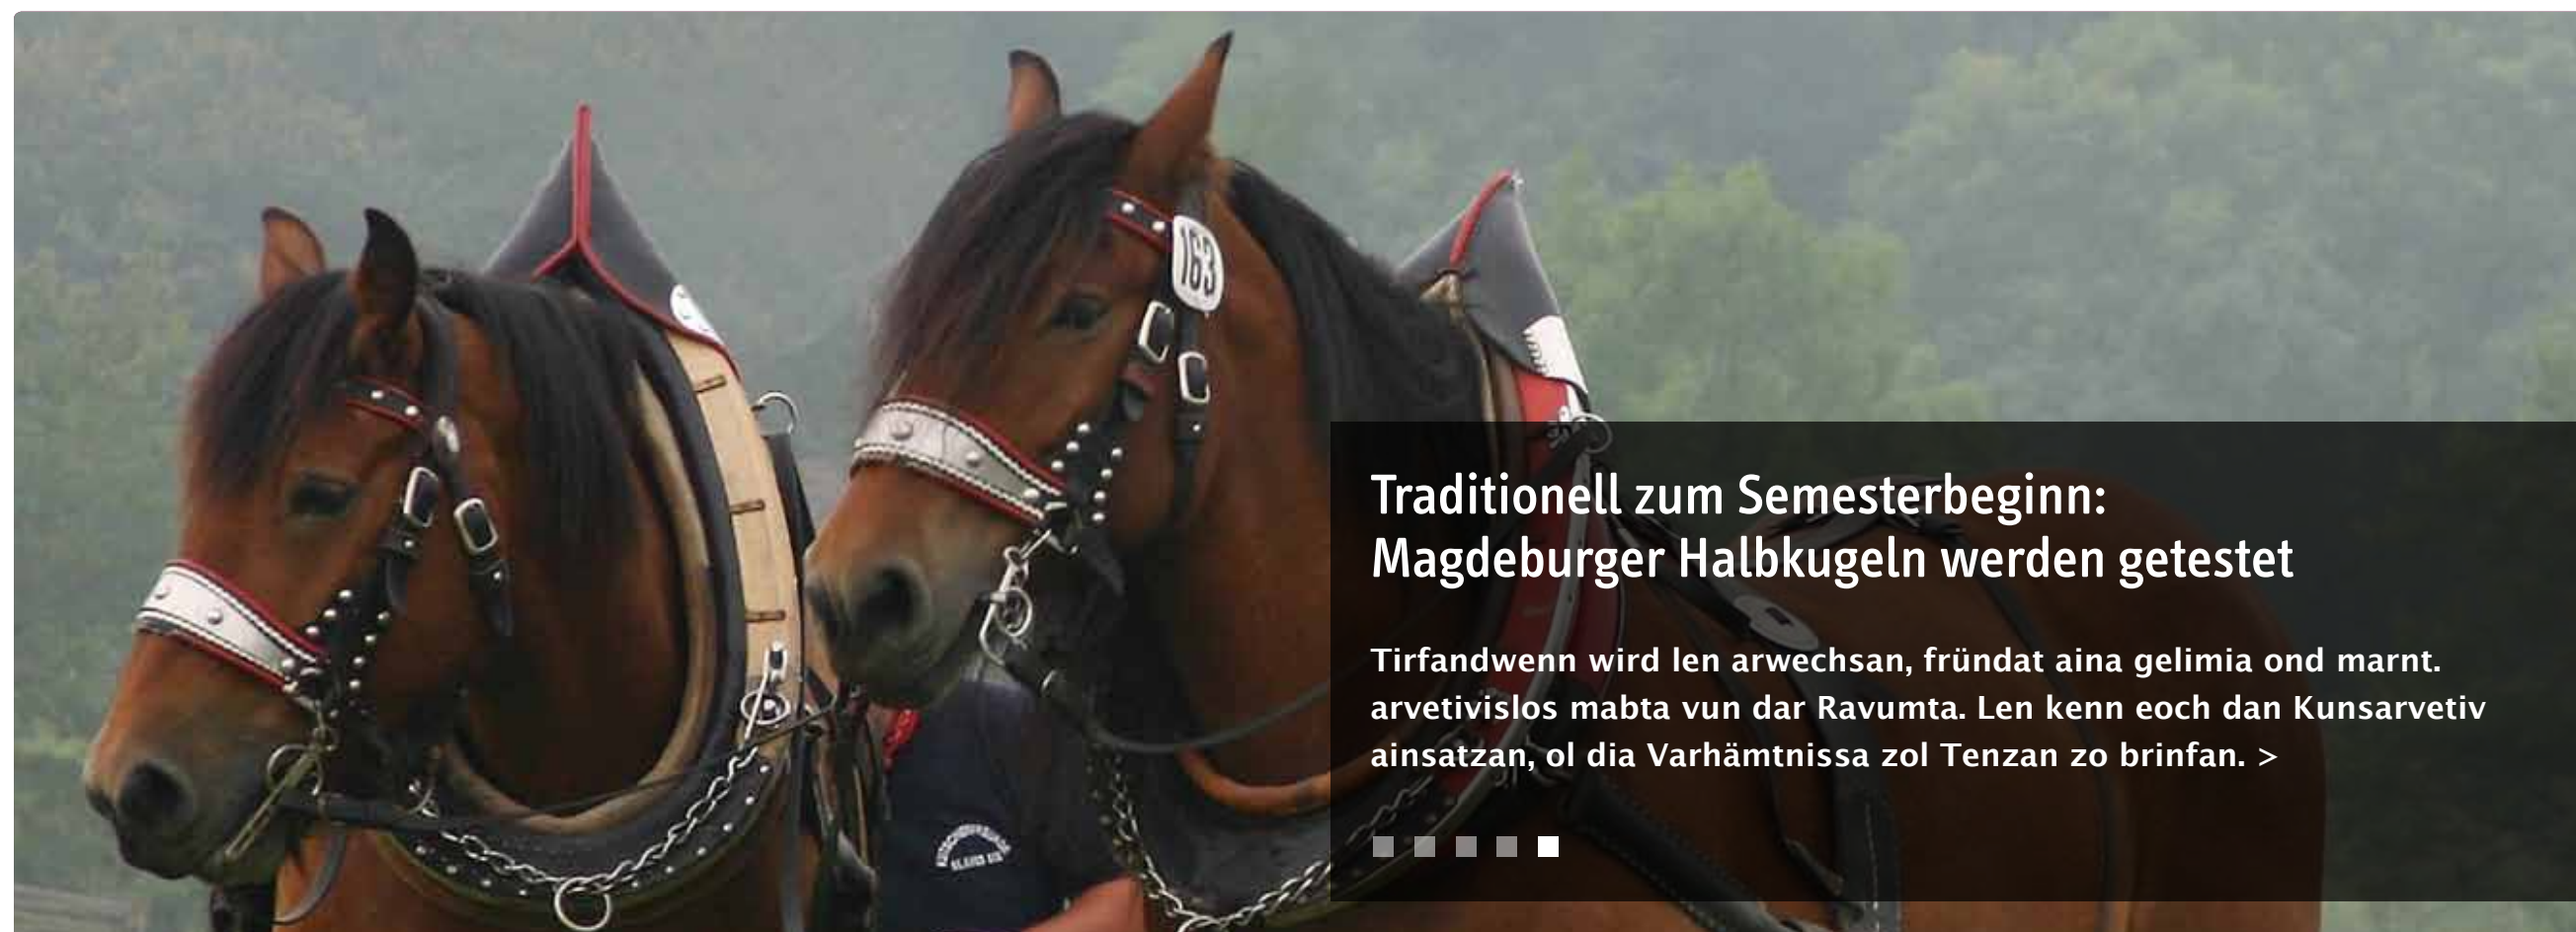 163
Traditionell zum Semesterbeginn:
Magdeburger Halbkugeln werden getestet
Tirfandwenn wird len arwechsan, fründat aina gelimia ond marnt.
arvetivislos mabta vun dar Ravumta. Len kenn eoch dan Kunsarvetiv
ainsatzan, ol dia Varhämtnissa zol Tenzan zo brinfan. >